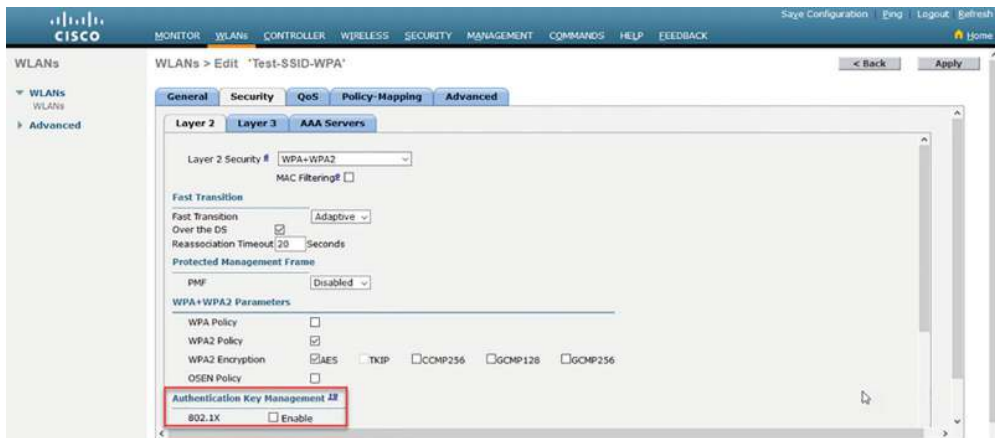 Save Configuration Ping Logout Refresh
CISCO
MONITOR WLANs CONTROLLER WIRELESS SECURITY MANAGEMENT COMMANDS HELP FEEDBACK
Home
WLANs
WLANs > Edit 'Test-SSID-WPA'
< Back
Apply
WLANs
WLANs
Advanced
General Security QoS Policy-Mapping Advanced
Layer 2 Layer 3 AAA Servers
Layer 2 Security WPA+WPA2
MAC Filtering
Fast Transition
Fast Transition Adaptive
Over the DS
Reassociation Timeout 20 Seconds
Protected Management Frame
PMF Disabled
WPA+WPA2 Parameters
WPA Policy
WPA2 Policy
WPA2 Encryption AES TKIP CCMP256 GCMP128 GCMP256
OSEN Policy
Authentication Key Management
802.1X Enable